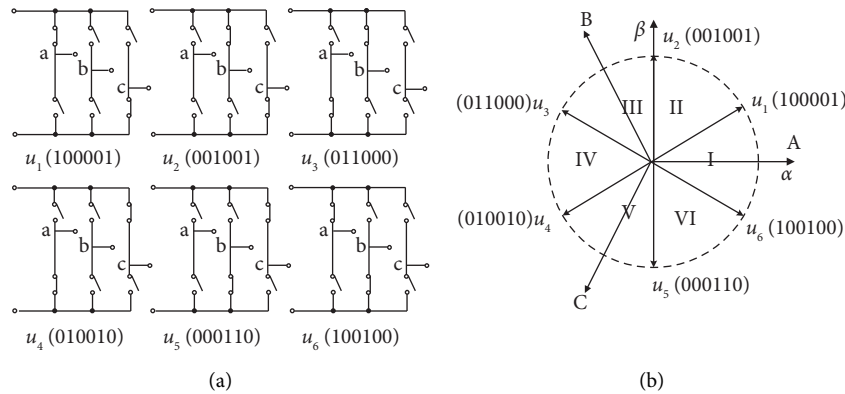 a
b
c
a
b
c
a
b
c
u1 (100001)
u2 (001001)
u3 (011000)
a
b
c
a
b
c
a
b
c
u4 (010010)
u5 (000110)
u6 (100100)
(a)
B
β
u2 (001001)
III
II
(011000)u3
u1 (100001)
A
IV
I
α
(010010)u4
V
VI
u6 (100100)
C
u5 (000110)
(b)